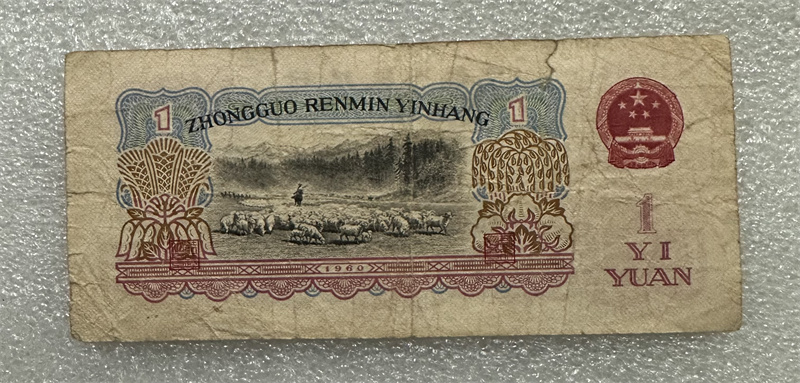 1
ZHONGGUO RENMIN YINHANG
1
1960
1
YI
YUAN